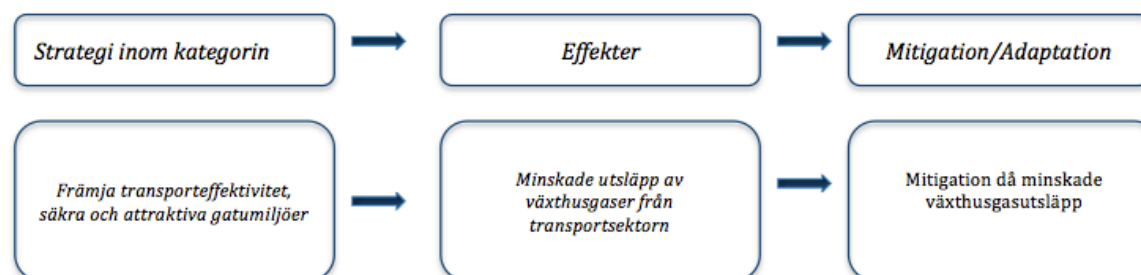 Strategi inom kategorin
Effekter
Mitigation/Adaptation
Främja transporteffektivitet,
säkra och attraktiva gatumiljöer
Minskade utsläpp av
växthusgaser från
transportsektorn
Mitigation då minskade
växthusgasutsläpp